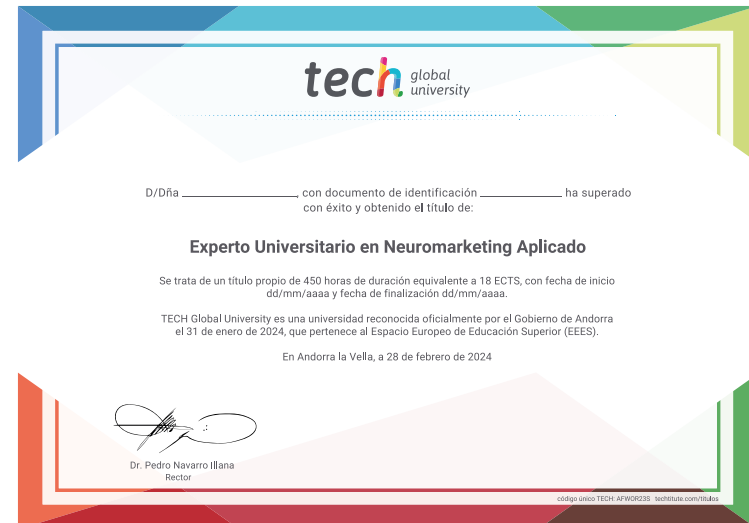 tech global university
D/Dña ____________, con documento de identificación ____________ ha superado
con éxito y obtenido el título de:
Experto Universitario en Neuromarketing Aplicado
Se trata de un título propio de 450 horas de duración equivalente a 18 ECTS, con fecha de inicio
dd/mm/aaaa y fecha de finalización dd/mm/aaaa.
TECH Global University es una universidad reconocida oficialmente por el Gobierno de Andorra
el 31 de enero de 2024, que pertenece al Espacio Europeo de Educación Superior (EEES).
En Andorra la Vella, a 28 de febrero de 2024
Dr. Pedro Navarro Illana
Rector
código único TECH: AFWOR23S techtitute.com/titulos